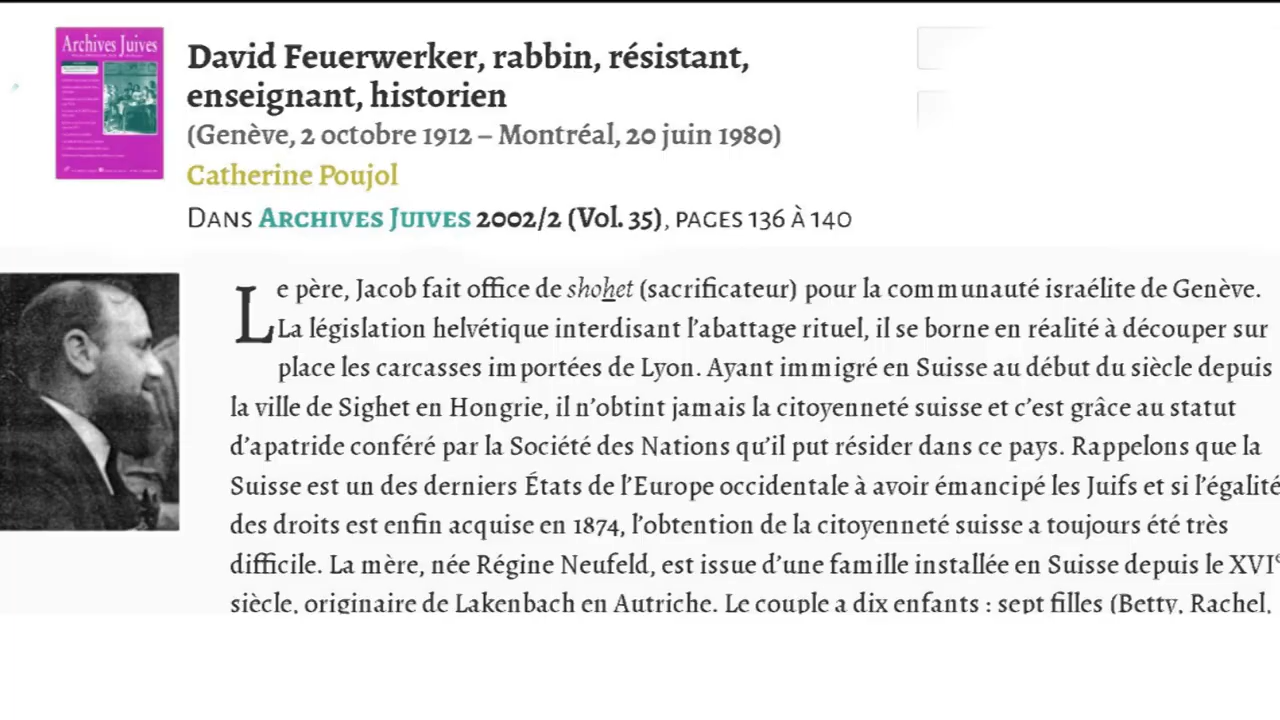 Archives Juives
David Feuerwerker, rabbin, résistant,
enseignant, historien
(Genève, 2 octobre 1912 – Montréal, 20 juin 1980)
Catherine Poujol
Dans Archives Juives 2002/2 (Vol. 35), pages 136 à 140
Le père, Jacob fait office de shohet (sacrificateur) pour la communauté israélite de Genève.
La législation helvétique interdisant l’abattage rituel, il se borne en réalité à découper sur
place les carcasses importées de Lyon. Ayant immigré en Suisse au début du siècle depuis
la ville de Sighet en Hongrie, il n’obtint jamais la citoyenneté suisse et c’est grâce au statut
d’apatride conféré par la Société des Nations qu’il put résider dans ce pays. Rappelons que la
Suisse est un des derniers États de l’Europe occidentale à avoir émancipé les Juifs et si l’égalité
des droits est enfin acquise en 1874, l’obtention de la citoyenneté suisse a toujours été très
difficile. La mère, née Régine Neufeld, est issue d’une famille installée en Suisse depuis le XVIe
siècle, originaire de Lakenbach en Autriche. Le couple a dix enfants : sept filles (Betty, Rachel,